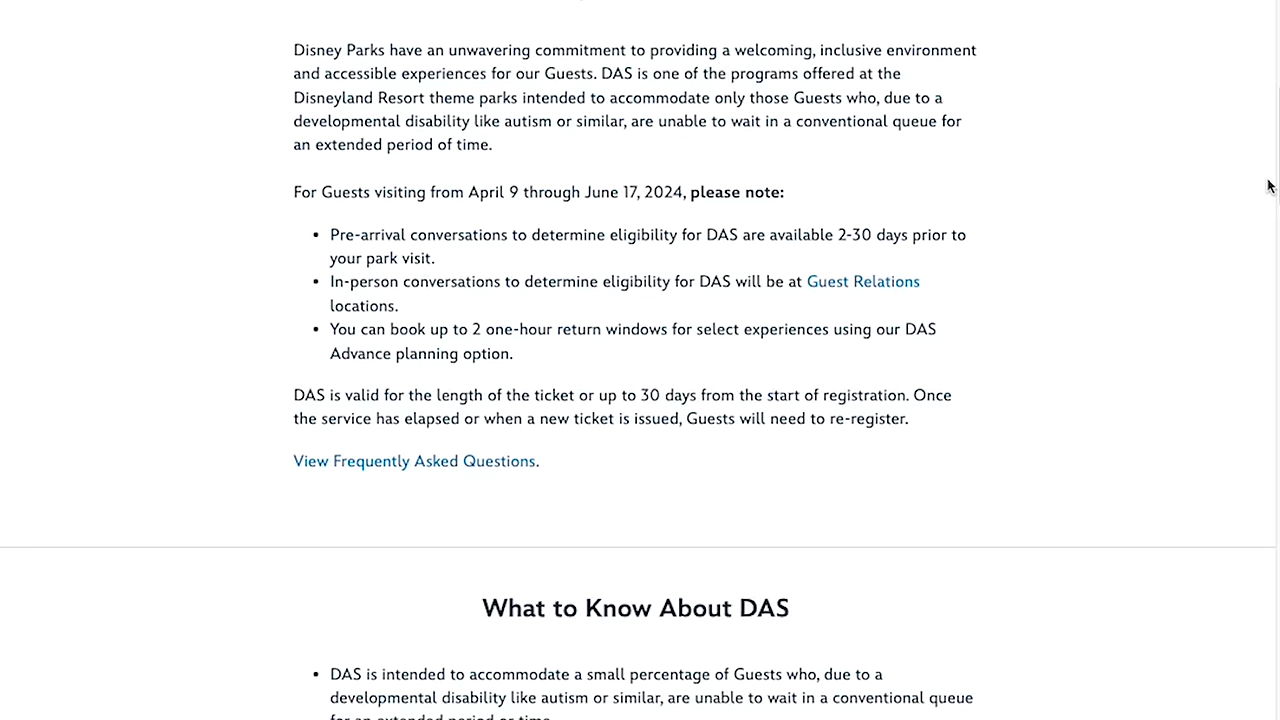 Disney Parks have an unwavering commitment to providing a welcoming, inclusive environment
and accessible experiences for our Guests. DAS is one of the programs offered at the
Disneyland Resort theme parks intended to accommodate only those Guests who, due to a
developmental disability like autism or similar, are unable to wait in a conventional queue for
an extended period of time.
For Guests visiting from April 9 through June 17, 2024, please note:
• Pre-arrival conversations to determine eligibility for DAS are available 2-30 days prior to
your park visit.
• In-person conversations to determine eligibility for DAS will be at Guest Relations
locations.
• You can book up to 2 one-hour return windows for select experiences using our DAS
Advance planning option.
DAS is valid for the length of the ticket or up to 30 days from the start of registration. Once
the service has elapsed or when a new ticket is issued, Guests will need to re-register.
View Frequently Asked Questions.
What to Know About DAS
• DAS is intended to accommodate a small percentage of Guests who, due to a
developmental disability like autism or similar, are unable to wait in a conventional queue
for an extended period or time